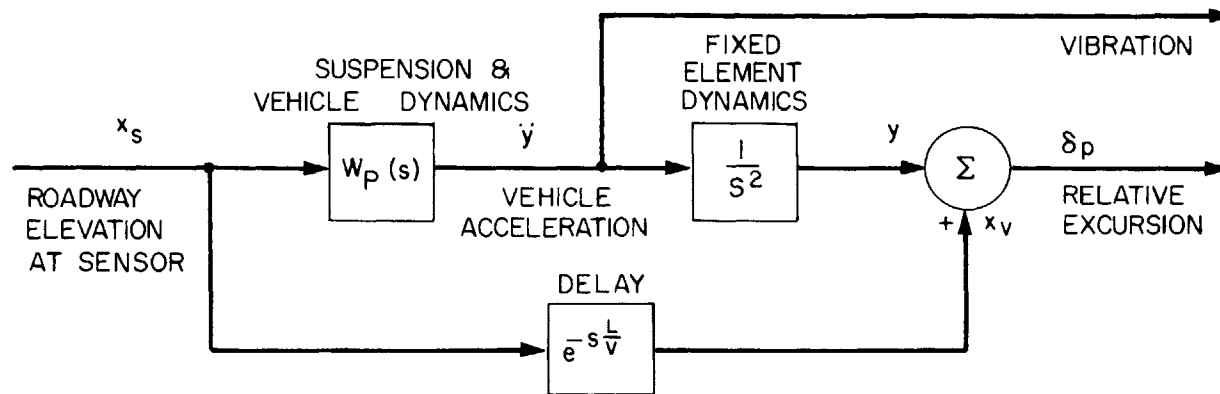 VIBRATION
SUSPENSION &
VEHICLE DYNAMICS
FIXED
ELEMENT
DYNAMICS
x_s
W_p (s)
ÿ
1
S²
y
Σ
δp
ROADWAY
ELEVATION
AT SENSOR
VEHICLE
ACCELERATION
+ x_v
RELATIVE
EXCURSION
DELAY
e^{-s L/V}